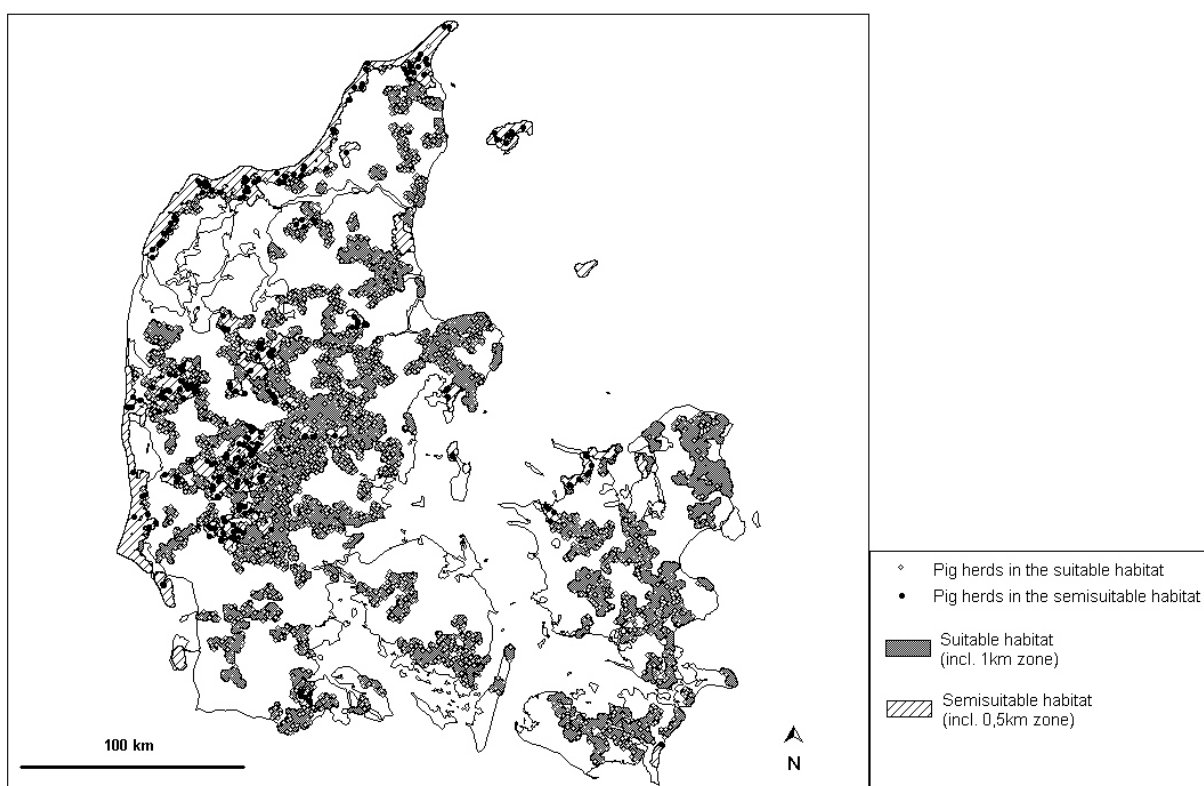 100 km
N
Pig herds in the suitable habitat
Pig herds in the semisuitable habitat
Suitable habitat
(incl. 1km zone)
Semisuitable habitat
(incl. 0,5km zone)